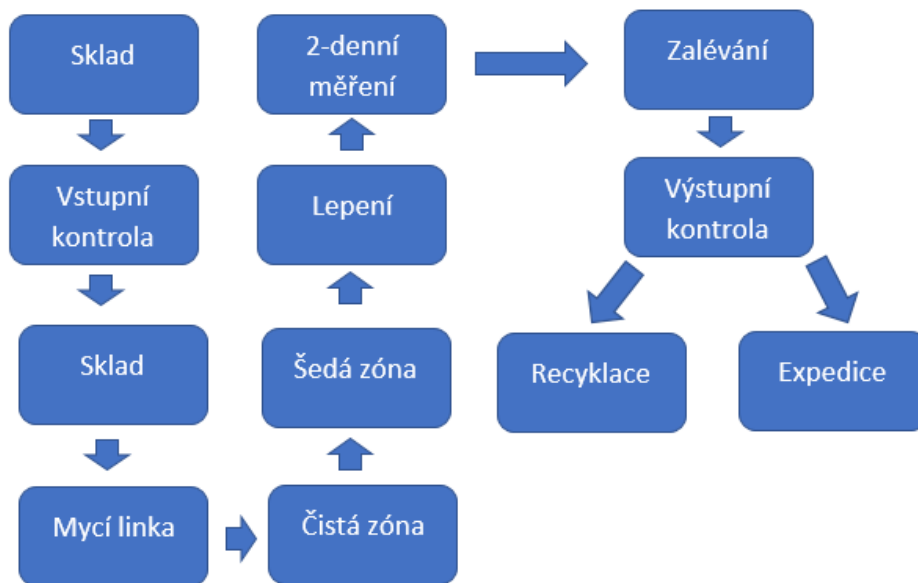 Sklad
Vstupní
kontrola
Sklad
Mycí linka
Čistá zóna
Šedá zóna
Lepení
2-denní
měření
Zalévání
Výstupní
kontrola
Recyklace
Expedice